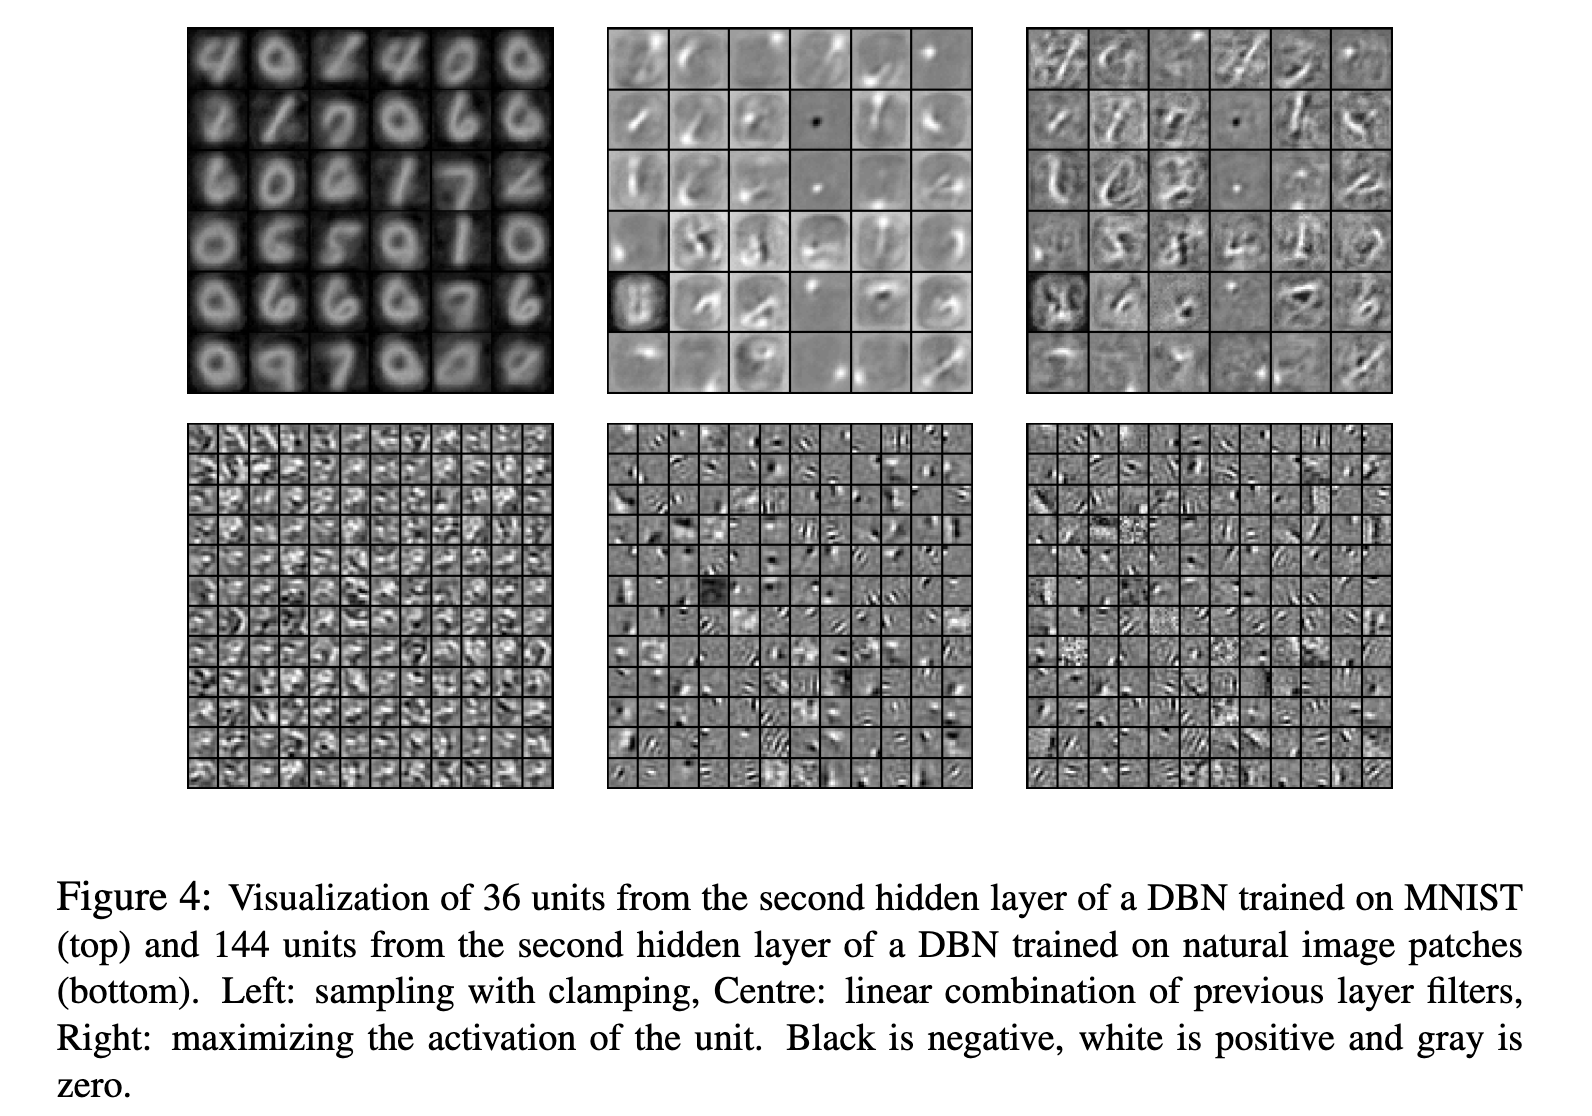 Figure 4: Visualization of 36 units from the second hidden layer of a DBN trained on MNIST
(top) and 144 units from the second hidden layer of a DBN trained on natural image patches
(bottom). Left: sampling with clamping, Centre: linear combination of previous layer filters,
Right: maximizing the activation of the unit. Black is negative, white is positive and gray is
zero.